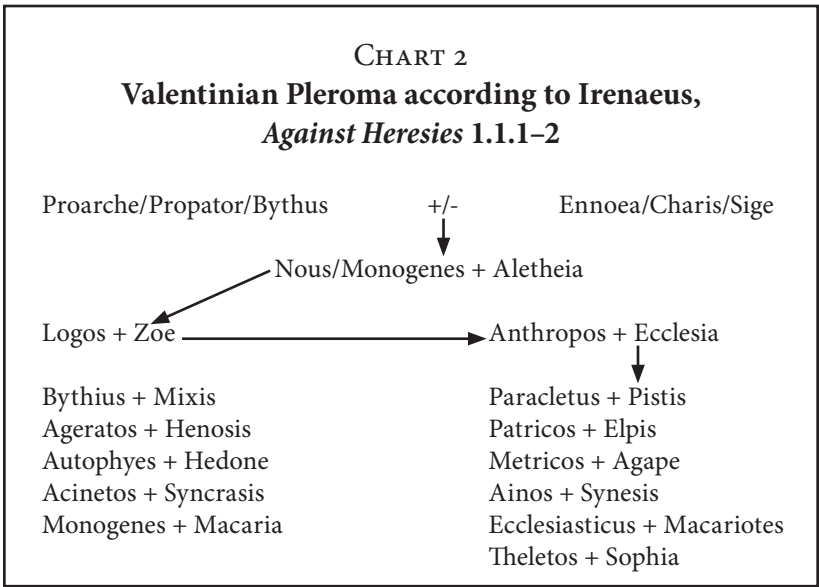 CHART 2
Valentinian Pleroma according to Irenaeus,
Against Heresies 1.1.1–2
Proarche/Propator/Bythus +/- Ennoea/Charis/Sige
Nous/Monogenes + Aletheia
Logos + Zoe Anthropos + Ecclesia
Bythius + Mixis Paracletus + Pistis
Ageratos + Henosis Patricos + Elpis
Autophyes + Hedone Metricos + Agape
Acinetos + Syncrasis Ainos + Synesis
Monogenes + Macaria Ecclesiasticus + Macariotes
Theletos + Sophia